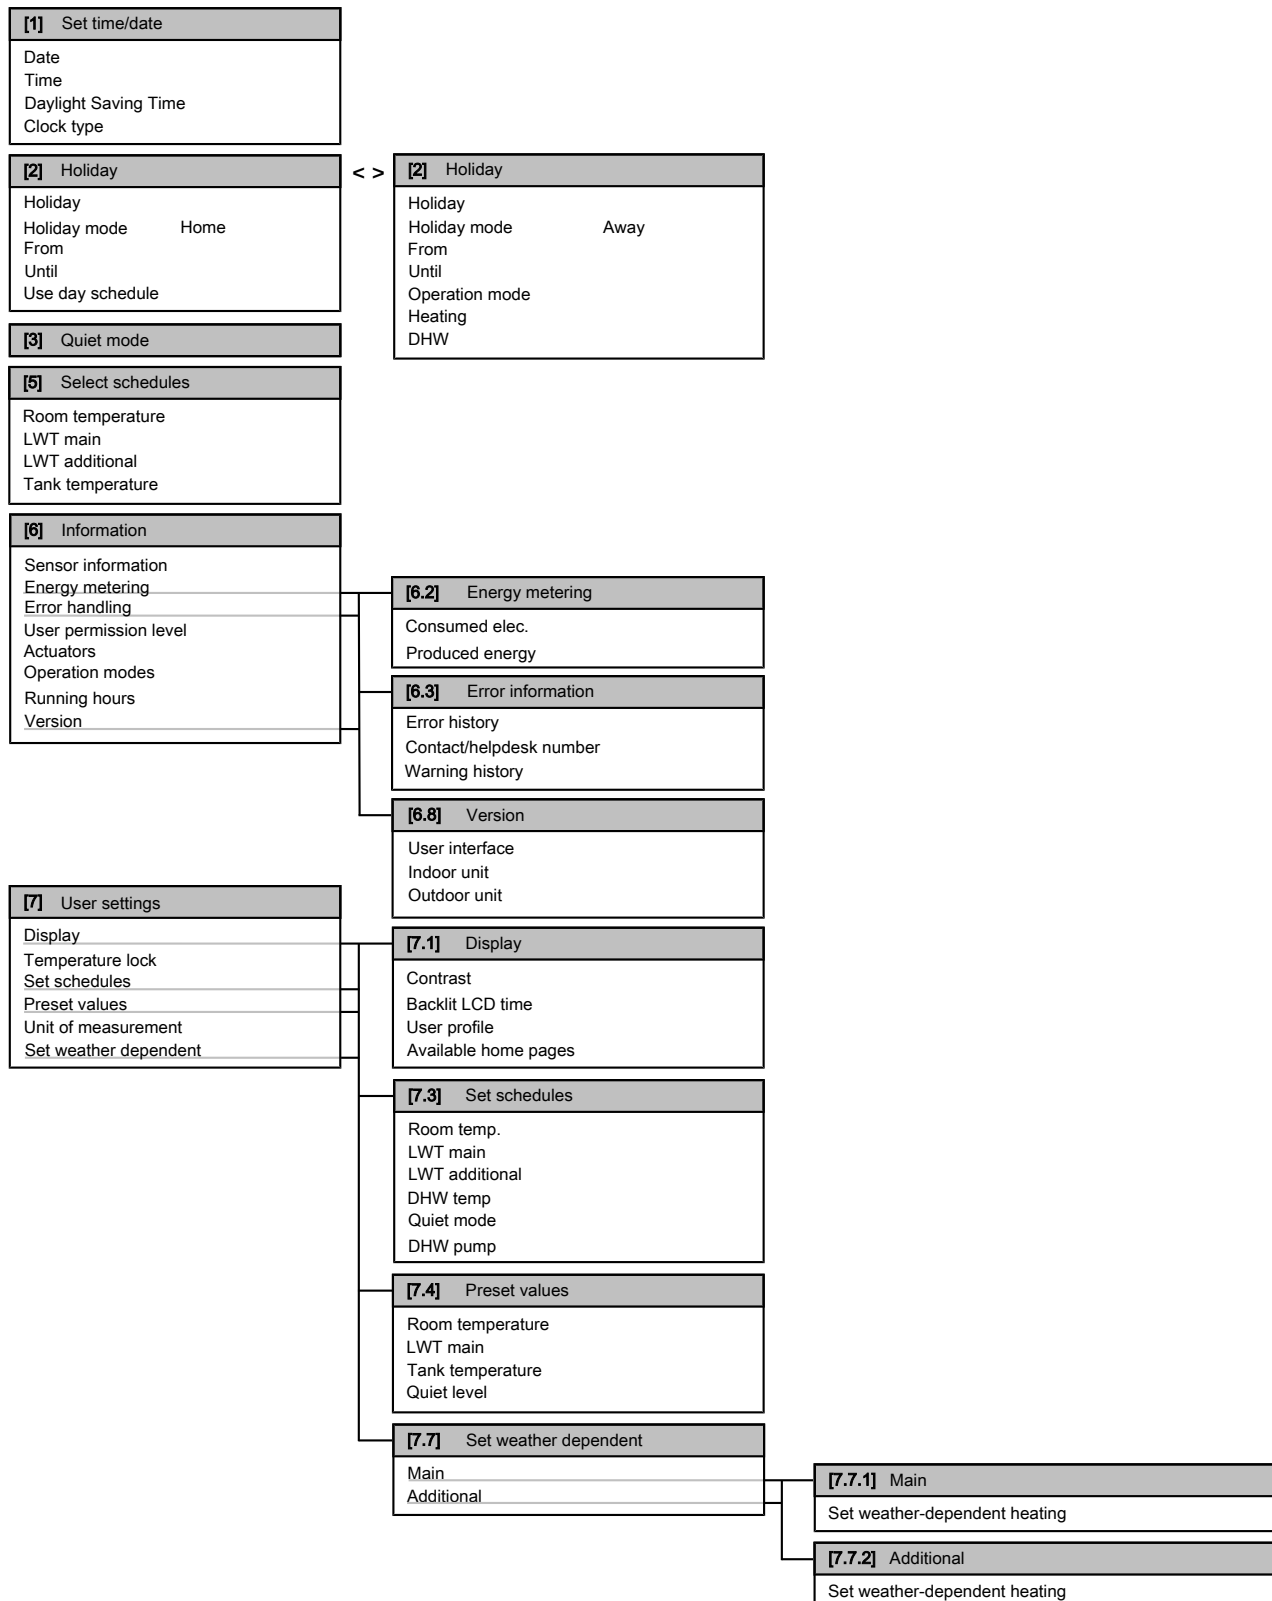 [1] Set time/date
Date
Time
Daylight Saving Time
Clock type
[2] Holiday
Holiday
Holiday mode Home
From
Until
Use day schedule
< >
[2] Holiday
Holiday
Holiday mode Away
From
Until
Operation mode
Heating
DHW
[3] Quiet mode
[5] Select schedules
Room temperature
LWT main
LWT additional
Tank temperature
[6] Information
Sensor information
Energy metering
Error handling
User permission level
Actuators
Operation modes
Running hours
Version
[6.2] Energy metering
Consumed elec.
Produced energy
[6.3] Error information
Error history
Contact/helpdesk number
Warning history
[6.8] Version
User interface
Indoor unit
Outdoor unit
[7] User settings
Display
Temperature lock
Set schedules
Preset values
Unit of measurement
Set weather dependent
[7.1] Display
Contrast
Backlit LCD time
User profile
Available home pages
[7.3] Set schedules
Room temp.
LWT main
LWT additional
DHW temp
Quiet mode
DHW pump
[7.4] Preset values
Room temperature
LWT main
Tank temperature
Quiet level
[7.7] Set weather dependent
Main
Additional
[7.7.1] Main
Set weather-dependent heating
[7.7.2] Additional
Set weather-dependent heating